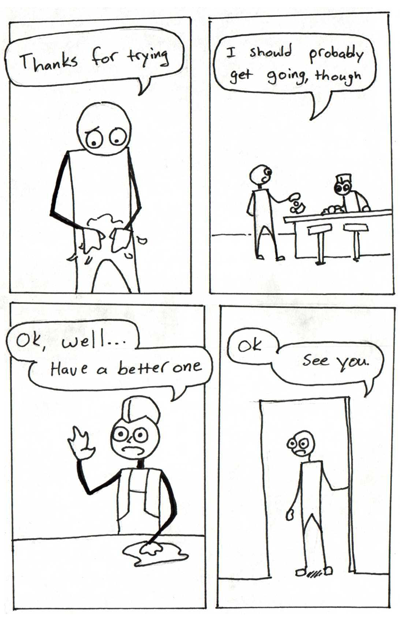 Thanks for trying
I should probably
get going, though
Ok, well...
Have a better one
Ok
See you.